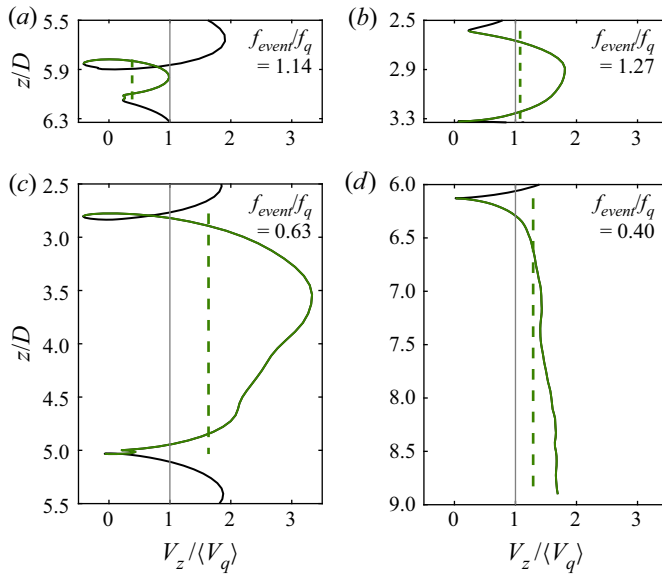 (a)
5.5
5.9
6.3
z/D
f_event/f_q
= 1.14
0 1 2 3
(b)
2.5
2.9
3.3
f_event/f_q
= 1.27
0 1 2 3
(c)
2.5
3.0
3.5
4.0
4.5
5.0
5.5
z/D
f_event/f_q
= 0.63
0 1 2 3
V_z/⟨V_q⟩
(d)
6.0
6.5
7.0
7.5
8.0
8.5
9.0
f_event/f_q
= 0.40
0 1 2 3
V_z/⟨V_q⟩